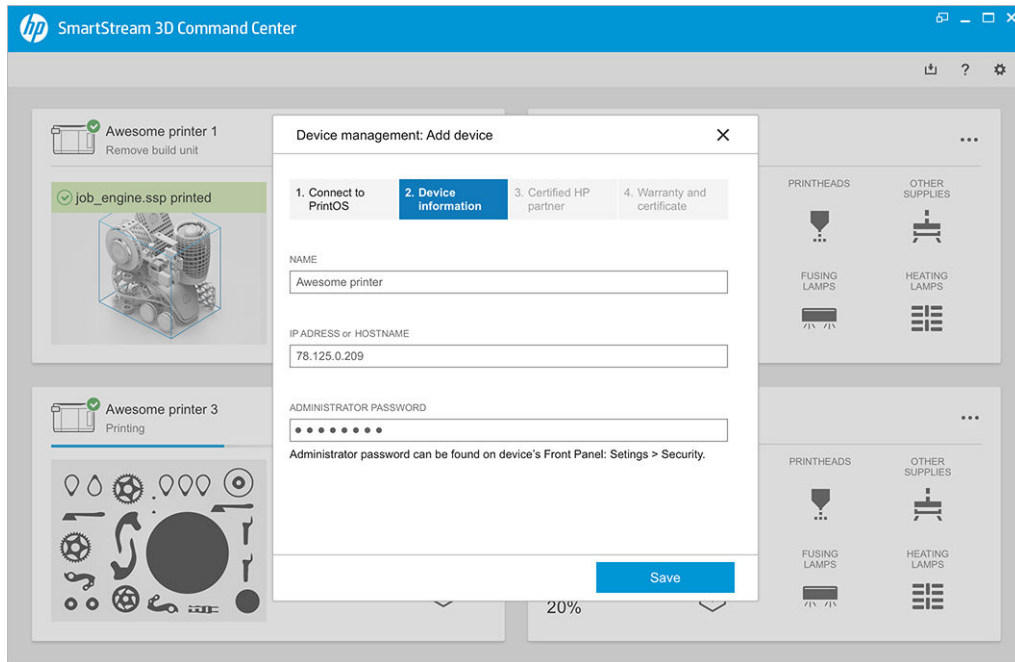 hp SmartStream 3D Command Center
?
Awesome printer 1
Remove build unit
job_engine.ssp printed
Device management: Add device
1. Connect to
PrintOS
2. Device
information
3. Certified HP
partner
4. Warranty and
certificate
NAME
Awesome printer
IP ADRESS or HOSTNAME
78.125.0.209
ADMINISTRATOR PASSWORD
Administrator password can be found on device's Front Panel: Setings > Security.
Save
PRINTHEADS
OTHER
SUPPLIES
FUSING
LAMPS
HEATING
LAMPS
Awesome printer 3
Printing
20%
PRINTHEADS
OTHER
SUPPLIES
FUSING
LAMPS
HEATING
LAMPS